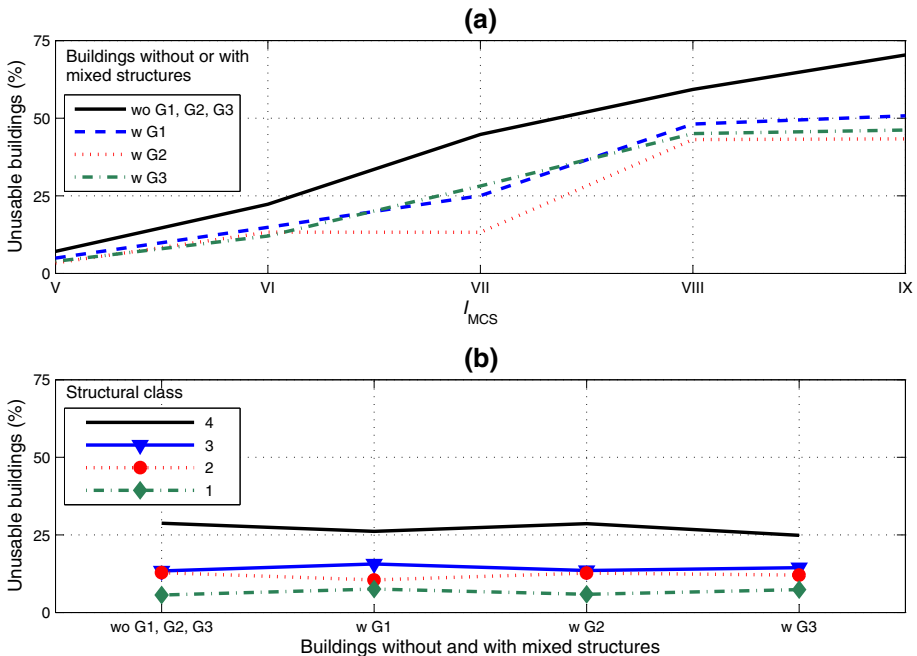 (a)
75
50
25
0
Unusable buildings (%)
Buildings without or with
mixed structures
wo G1, G2, G3
w G1
w G2
w G3
V
VI
VII
VIII
IX
I_MCS
(b)
75
50
25
0
Unusable buildings (%)
Structural class
4
3
2
1
wo G1, G2, G3
w G1
w G2
w G3
Buildings without and with mixed structures